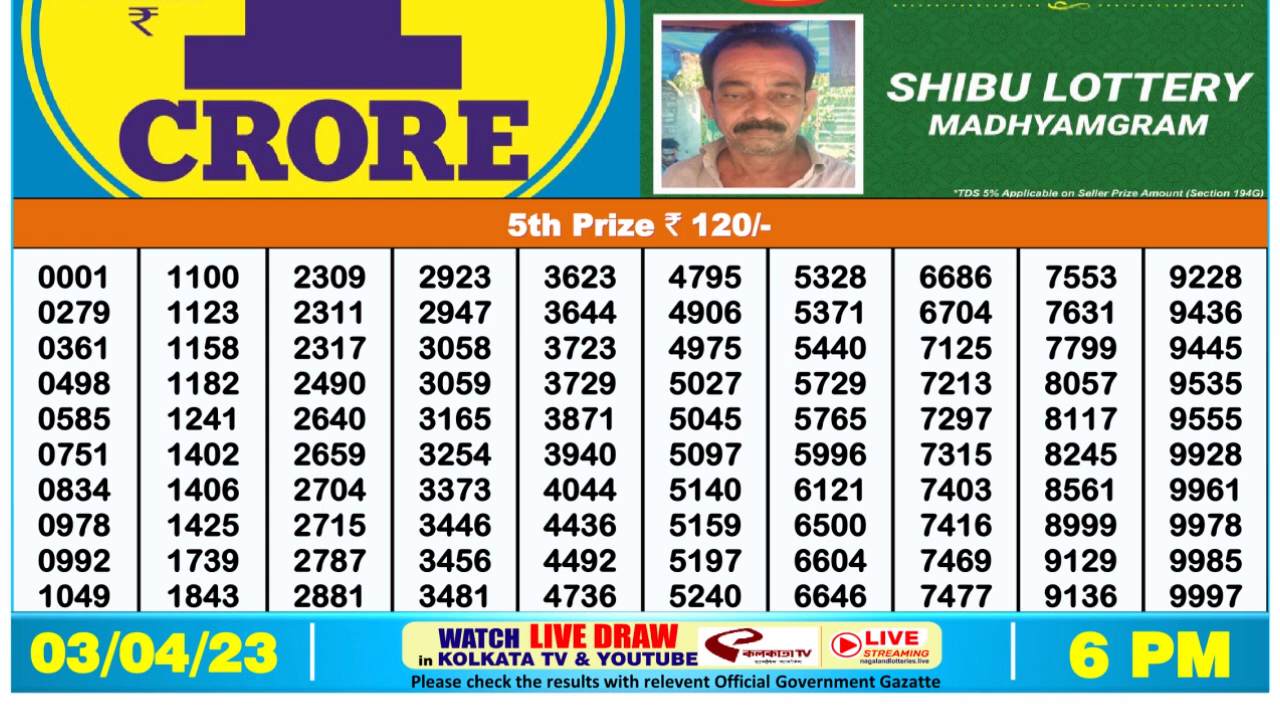 ₹
1
CRORE
SHIBU LOTTERY
MADHYAMGRAM
*TDS 5% Applicable on Seller Prize Amount (Section 194G)
5th Prize ₹ 120/-
0001 1100 2309 2923 3623 4795 5328 6686 7553 9228
0279 1123 2311 2947 3644 4906 5371 6704 7631 9436
0361 1158 2317 3058 3723 4975 5440 7125 7799 9445
0498 1182 2490 3059 3729 5027 5729 7213 8057 9535
0585 1241 2640 3165 3871 5045 5765 7297 8117 9555
0751 1402 2659 3254 3940 5097 5996 7315 8245 9928
0834 1406 2704 3373 4044 5140 6121 7403 8561 9961
0978 1425 2715 3446 4436 5159 6500 7416 8999 9978
0992 1739 2787 3456 4492 5197 6604 7469 9129 9985
1049 1843 2881 3481 4736 5240 6646 7477 9136 9997
03/04/23
WATCH LIVE DRAW
in KOLKATA TV & YOUTUBE
কলকাতা TV
LIVE
STREAMING
nagalandlotteries.live
6 PM
Please check the results with relevent Official Government Gazatte